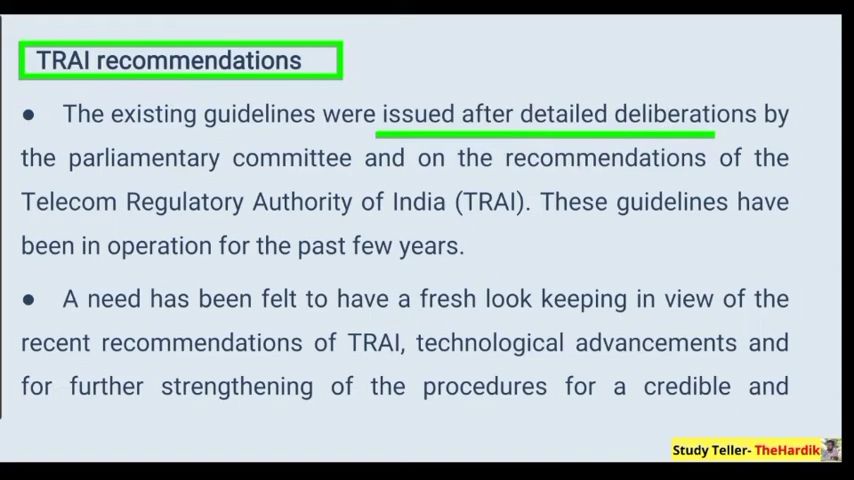 TRAI recommendations
● The existing guidelines were issued after detailed deliberations by
the parliamentary committee and on the recommendations of the
Telecom Regulatory Authority of India (TRAI). These guidelines have
been in operation for the past few years.
● A need has been felt to have a fresh look keeping in view of the
recent recommendations of TRAI, technological advancements and
for further strengthening of the procedures for a credible and
Study Teller- TheHardik